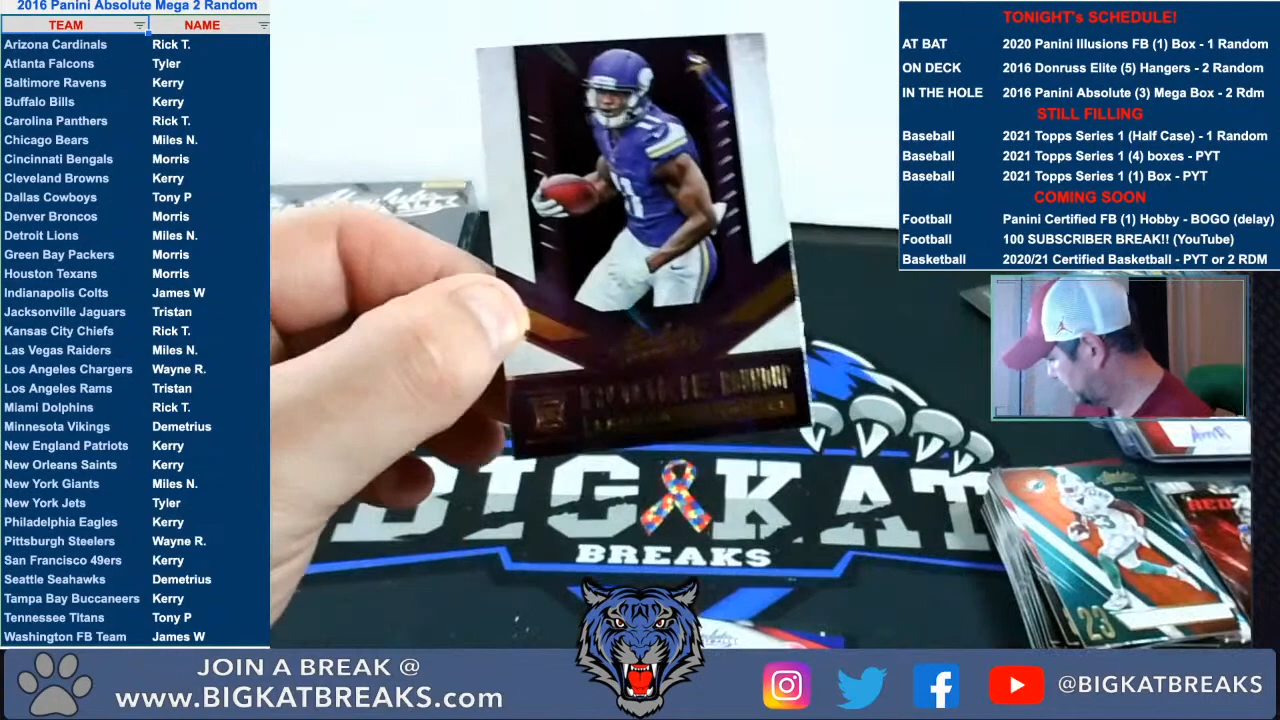 2016 Panini Absolute Mega 2 Random
TEAM NAME
Arizona Cardinals Rick T.
Atlanta Falcons Tyler
Baltimore Ravens Kerry
Buffalo Bills Kerry
Carolina Panthers Rick T.
Chicago Bears Miles N.
Cincinnati Bengals Morris
Cleveland Browns Kerry
Dallas Cowboys Tony P
Denver Broncos Morris
Detroit Lions Miles N.
Green Bay Packers Morris
Houston Texans Morris
Indianapolis Colts James W
Jacksonville Jaguars Tristan
Kansas City Chiefs Rick T.
Las Vegas Raiders Miles N.
Los Angeles Chargers Wayne R.
Los Angeles Rams Tristan
Miami Dolphins Rick T.
Minnesota Vikings Demetrius
New England Patriots Kerry
New Orleans Saints Kerry
New York Giants Miles N.
New York Jets Tyler
Philadelphia Eagles Kerry
Pittsburgh Steelers Wayne R.
San Francisco 49ers Kerry
Seattle Seahawks Demetrius
Tampa Bay Buccaneers Kerry
Tennessee Titans Tony P
Washington FB Team James W
TONIGHT's SCHEDULE!
AT BAT 2020 Panini Illusions FB (1) Box - 1 Random
ON DECK 2016 Donruss Elite (5) Hangers - 2 Random
IN THE HOLE 2016 Panini Absolute (3) Mega Box - 2 Rdm
STILL FILLING
Baseball 2021 Topps Series 1 (Half Case) - 1 Random
Baseball 2021 Topps Series 1 (4) boxes - PYT
Baseball 2021 Topps Series 1 (1) Box - PYT
COMING SOON
Football Panini Certified FB (1) Hobby - BOGO (delay)
Football 100 SUBSCRIBER BREAK!! (YouTube)
Basketball 2020/21 Certified Basketball - PYT or 2 RDM
11
RED
23
BIG KAT
BREAKS
JOIN A BREAK @
www.BIGKATBREAKS.com
@BIGKATBREAKS